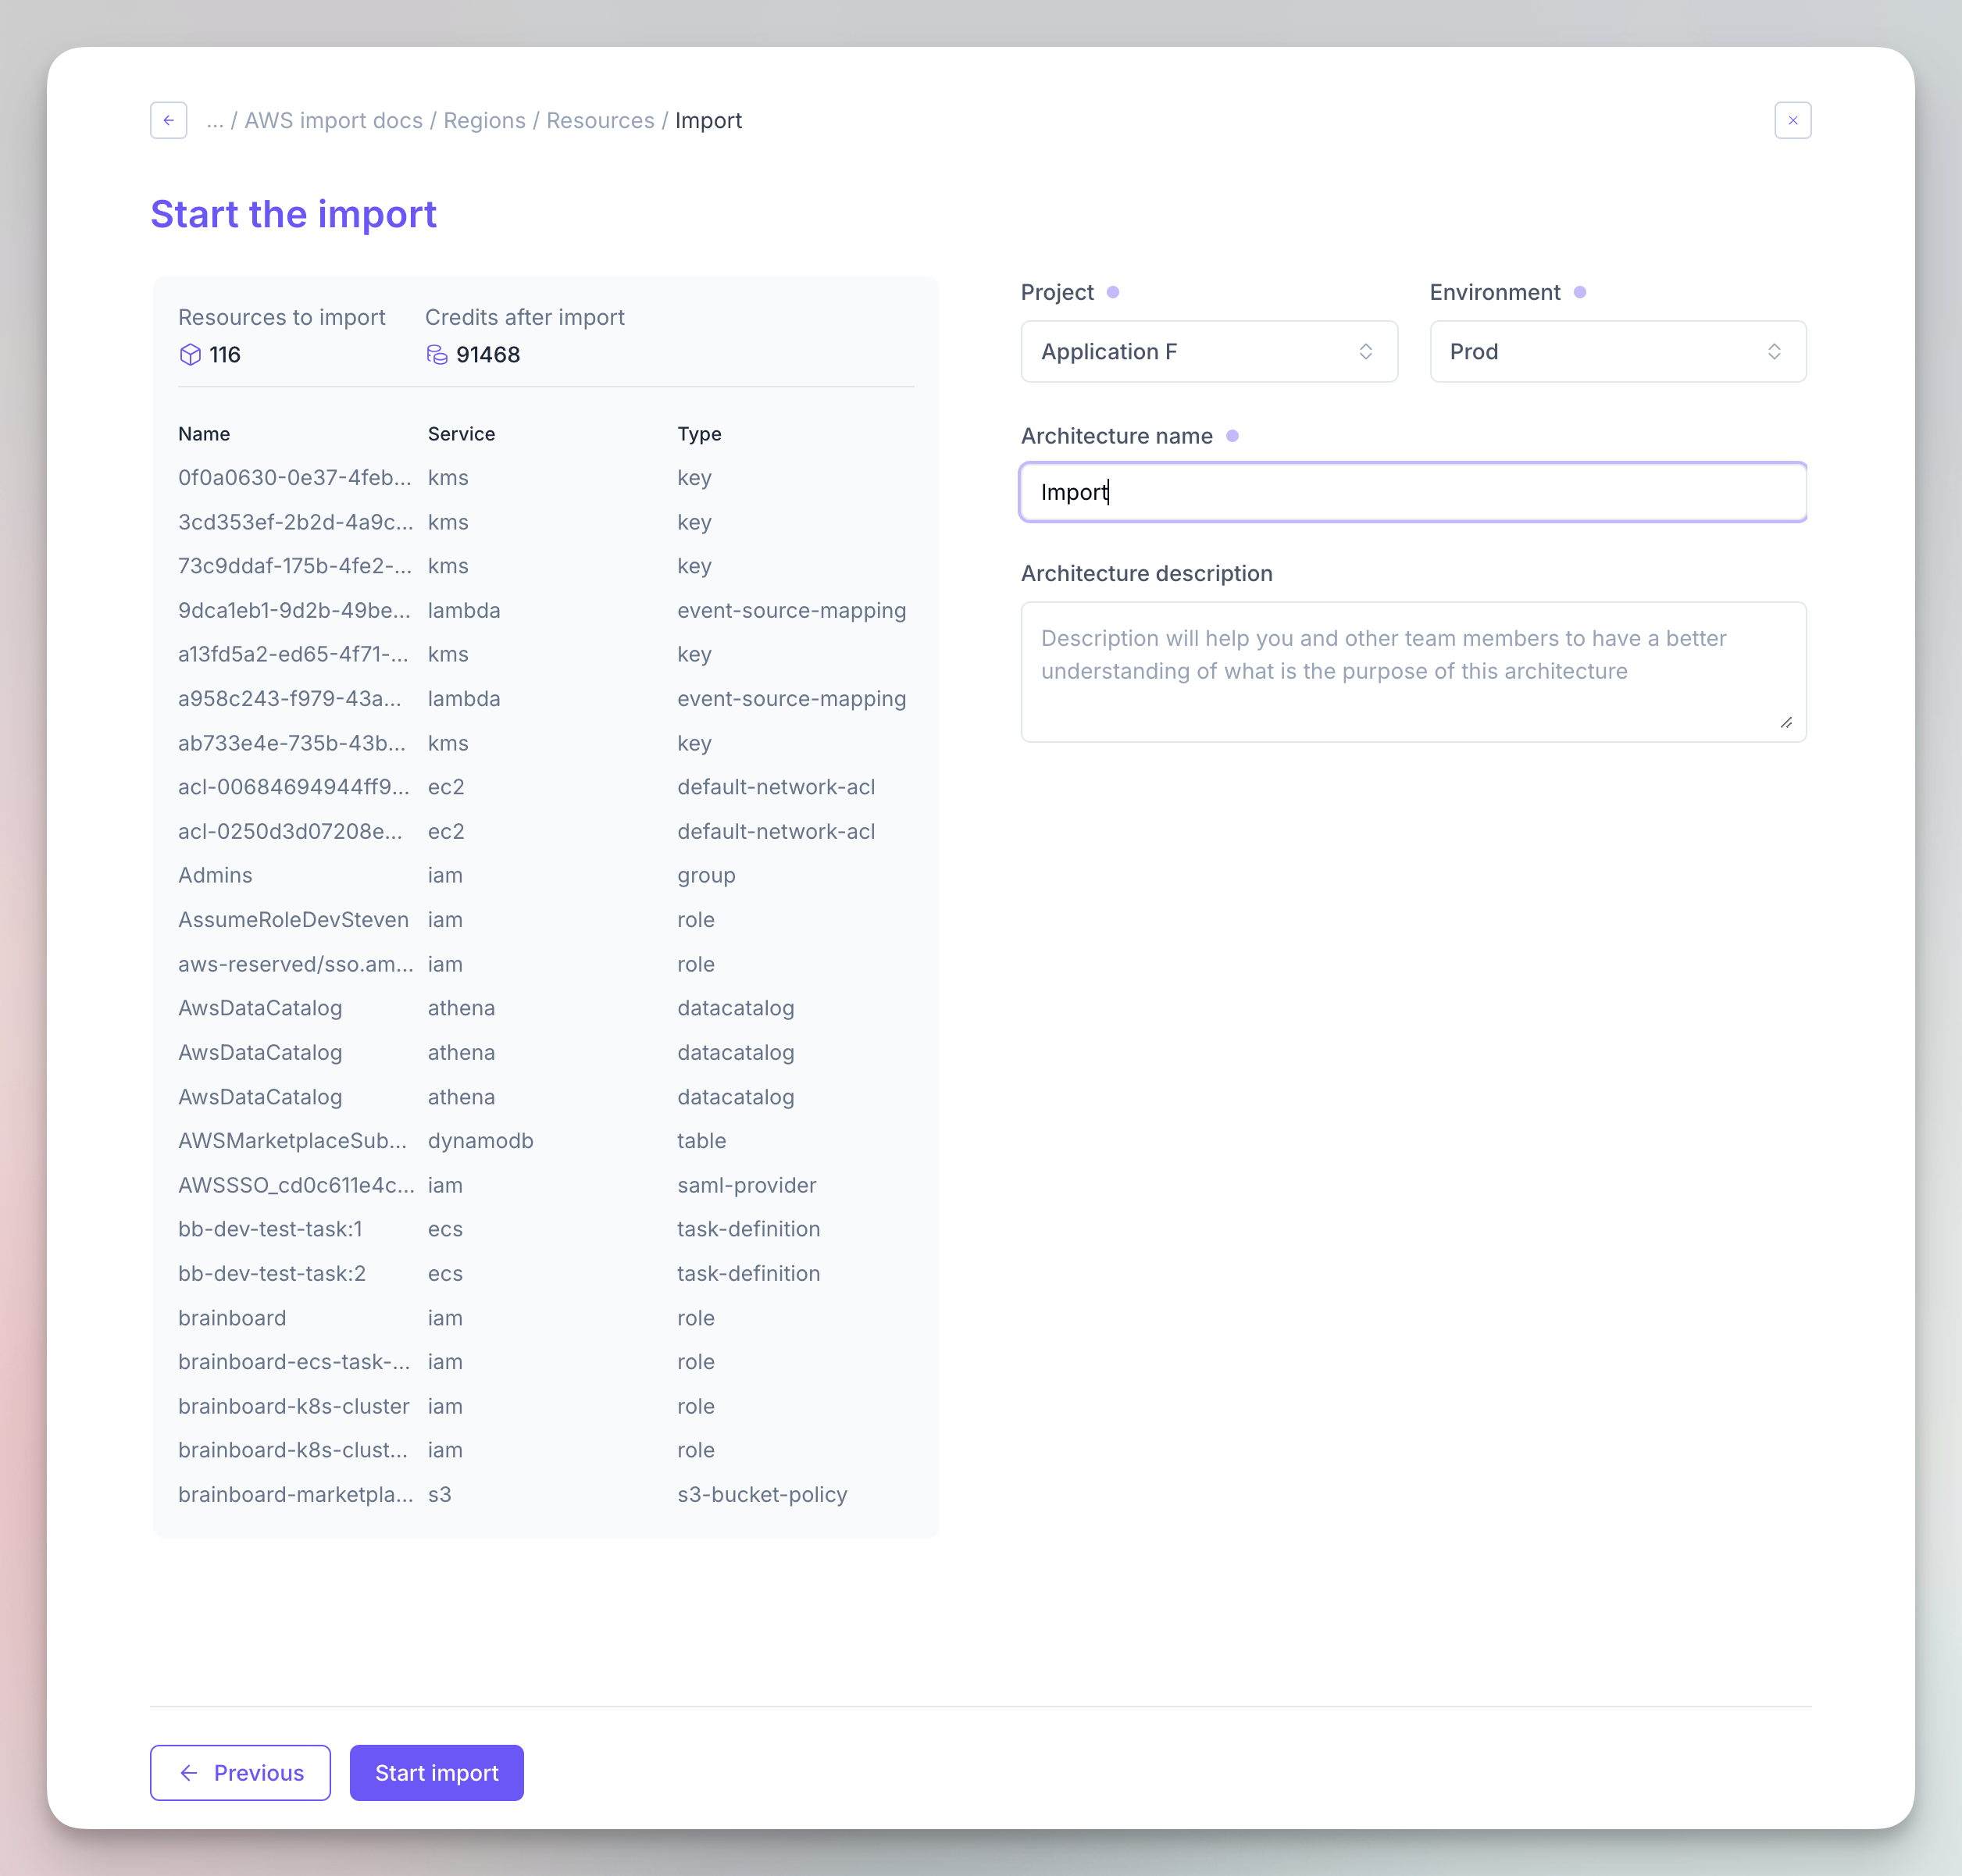 ... / AWS import docs / Regions / Resources / Import
Start the import
Resources to import Credits after import
116 91468
Name Service Type
0f0a0630-0e37-4feb... kms key
3cd353ef-2b2d-4a9c... kms key
73c9ddaf-175b-4fe2-... kms key
9dca1eb1-9d2b-49be... lambda event-source-mapping
a13fd5a2-ed65-4f71-... kms key
a958c243-f979-43a... lambda event-source-mapping
ab733e4e-735b-43b... kms key
acl-00684694944ff9... ec2 default-network-acl
acl-0250d3d07208e... ec2 default-network-acl
Admins iam group
AssumeRoleDevSteven iam role
aws-reserved/sso.am... iam role
AwsDataCatalog athena datacatalog
AwsDataCatalog athena datacatalog
AwsDataCatalog athena datacatalog
AWSMarketplaceSub... dynamodb table
AWSSSO_cd0c611e4c... iam saml-provider
bb-dev-test-task:1 ecs task-definition
bb-dev-test-task:2 ecs task-definition
brainboard iam role
brainboard-ecs-task-... iam role
brainboard-k8s-cluster iam role
brainboard-k8s-clust... iam role
brainboard-marketpla... s3 s3-bucket-policy
Project Environment
Application F Prod
Architecture name
Import
Architecture description
Description will help you and other team members to have a better
understanding of what is the purpose of this architecture
Previous Start import